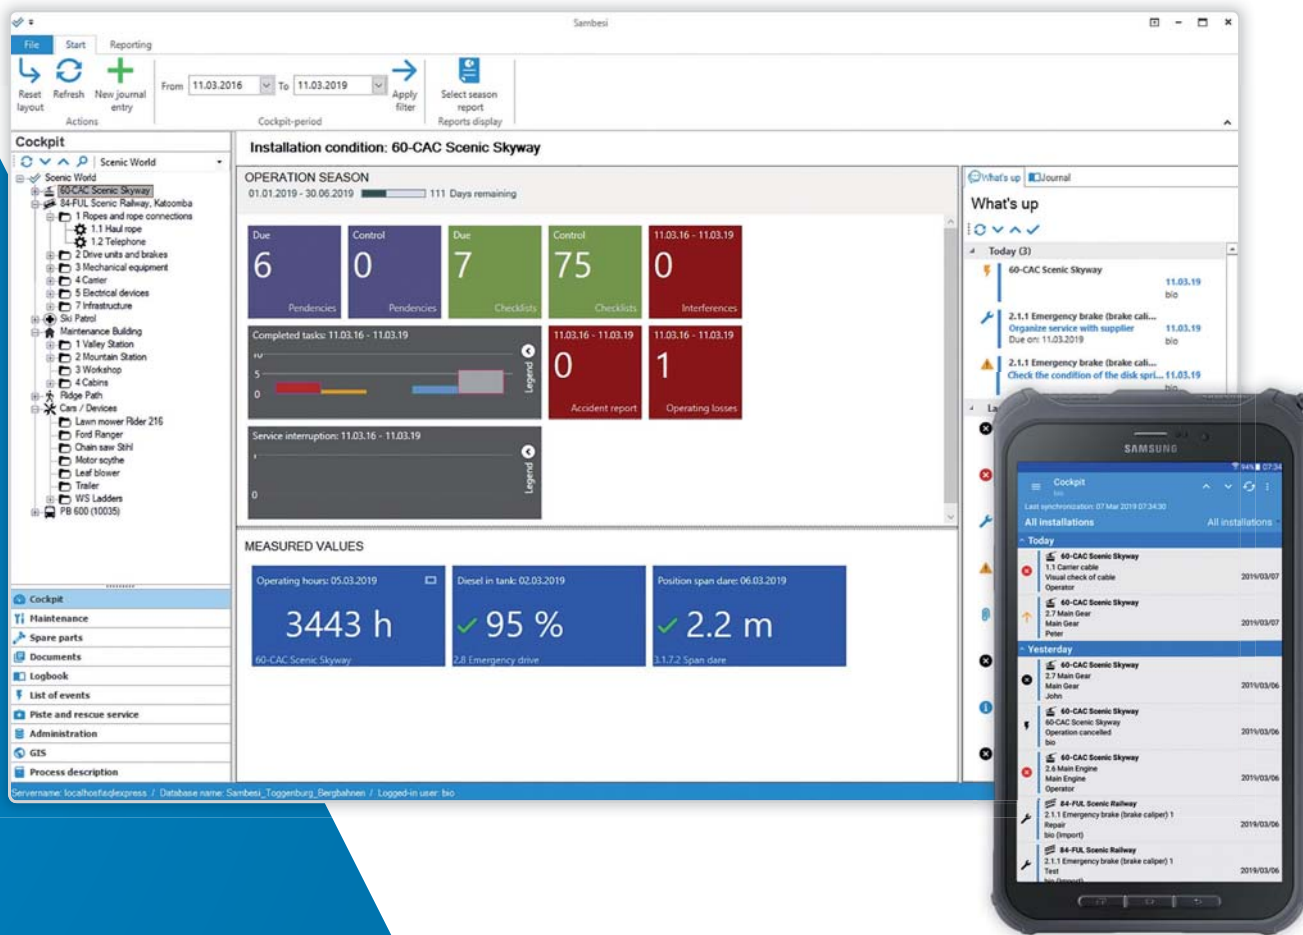 Sambesi
File Start Reporting
Reset layout
Refresh
New journal entry
Actions
From 11.03.2016 To 11.03.2019
Apply filter
Cockpit-period
Select season report
Reports display
Cockpit
Scenic World
Scenic World
60-CAC Scenic Skyway
84-FUL Scenic Railway, Katoomba
1 Ropes and rope connections
1.1 Haul rope
1.2 Telephone
2 Drive units and brakes
3 Mechanical equipment
4 Carrier
5 Electrical devices
7 Infrastructure
Ski Patrol
Maintenance Building
1 Valley Station
2 Mountain Station
3 Workshop
4 Cabins
Ridge Path
Cars / Devices
Lawn mower Rider 216
Ford Ranger
Chain saw Stihl
Motor scythe
Leaf blower
Trailer
WS Ladders
PB 600 (10035)
Cockpit
Maintenance
Spare parts
Documents
Logbook
List of events
Piste and rescue service
Administration
GIS
Process description
Servername: localhost\sqlexpress / Database name: Sambesi_Toggenburg_Bergbahnen / Logged-in user: bio
Installation condition: 60-CAC Scenic Skyway
OPERATION SEASON
01.01.2019 - 30.06.2019 111 Days remaining
Due
6
Pendencies
Control
0
Pendencies
Due
7
Checklists
Control
75
Checklists
11.03.16 - 11.03.19
0
Interferences
Completed tasks: 11.03.16 - 11.03.19
10
5
0
Legend
11.03.16 - 11.03.19
0
Accident report
11.03.16 - 11.03.19
1
Operating losses
Service interruption: 11.03.16 - 11.03.19
0
Legend
MEASURED VALUES
Operating hours: 05.03.2019
3443 h
60-CAC Scenic Skyway
Diesel in tank: 02.03.2019
95 %
2.8 Emergency drive
Position span dare: 06.03.2019
2.2 m
3.1.7.2 Span dare
What's up Journal
What's up
Today (3)
60-CAC Scenic Skyway
11.03.19
bio
2.1.1 Emergency brake (brake cali...
Organize service with supplier 11.03.19
Due on: 11.03.2019 bio
2.1.1 Emergency brake (brake cali...
Check the condition of the disk spri... 11.03.19
bio
La
SAMSUNG
94% 07:34
Cockpit
bio
Last synchronization: 07 Mar 2019 07:34:30
All installations All installations
Today
60-CAC Scenic Skyway
1.1 Carrier cable
Visual check of cable 2019/03/07
Operator
60-CAC Scenic Skyway
2.7 Main Gear
Main Gear 2019/03/07
Peter
Yesterday
60-CAC Scenic Skyway
2.7 Main Gear
Main Gear 2019/03/06
John
60-CAC Scenic Skyway
60-CAC Scenic Skyway
Operation cancelled 2019/03/06
bio
60-CAC Scenic Skyway
2.6 Main Engine
Main Engine 2019/03/06
Operator
84-FUL Scenic Railway
2.1.1 Emergency brake (brake caliper) 1
Repair 2019/03/06
bio (Import)
84-FUL Scenic Railway
2.1.1 Emergency brake (brake caliper) 1
Test 2019/03/06
bio (Import)